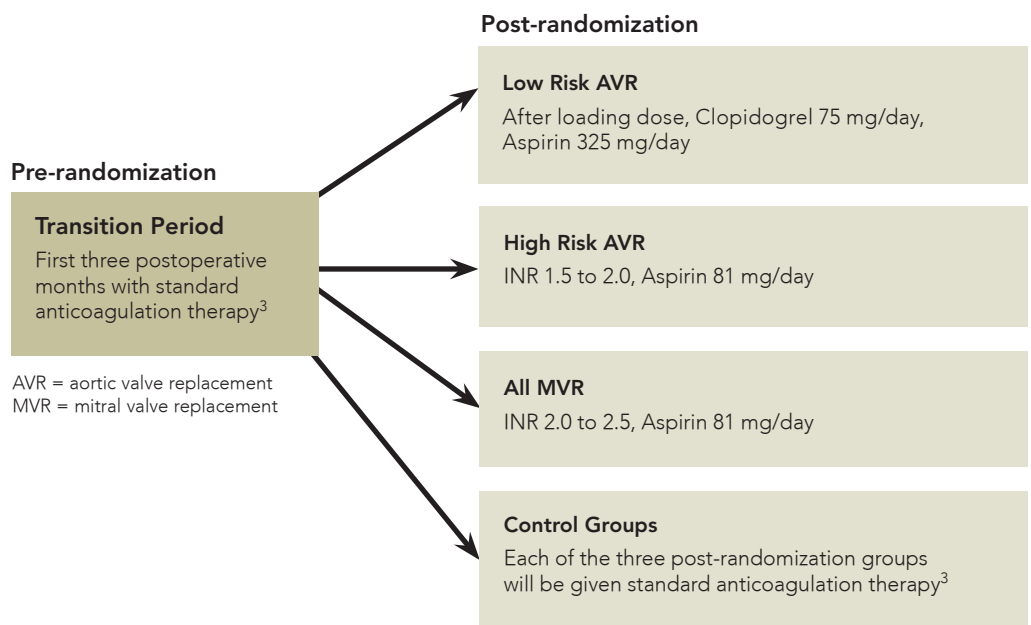 Pre-randomization
Transition Period
First three postoperative
months with standard
anticoagulation therapy³
AVR = aortic valve replacement
MVR = mitral valve replacement
Post-randomization
Low Risk AVR
After loading dose, Clopidogrel 75 mg/day,
Aspirin 325 mg/day
High Risk AVR
INR 1.5 to 2.0, Aspirin 81 mg/day
All MVR
INR 2.0 to 2.5, Aspirin 81 mg/day
Control Groups
Each of the three post-randomization groups
will be given standard anticoagulation therapy³